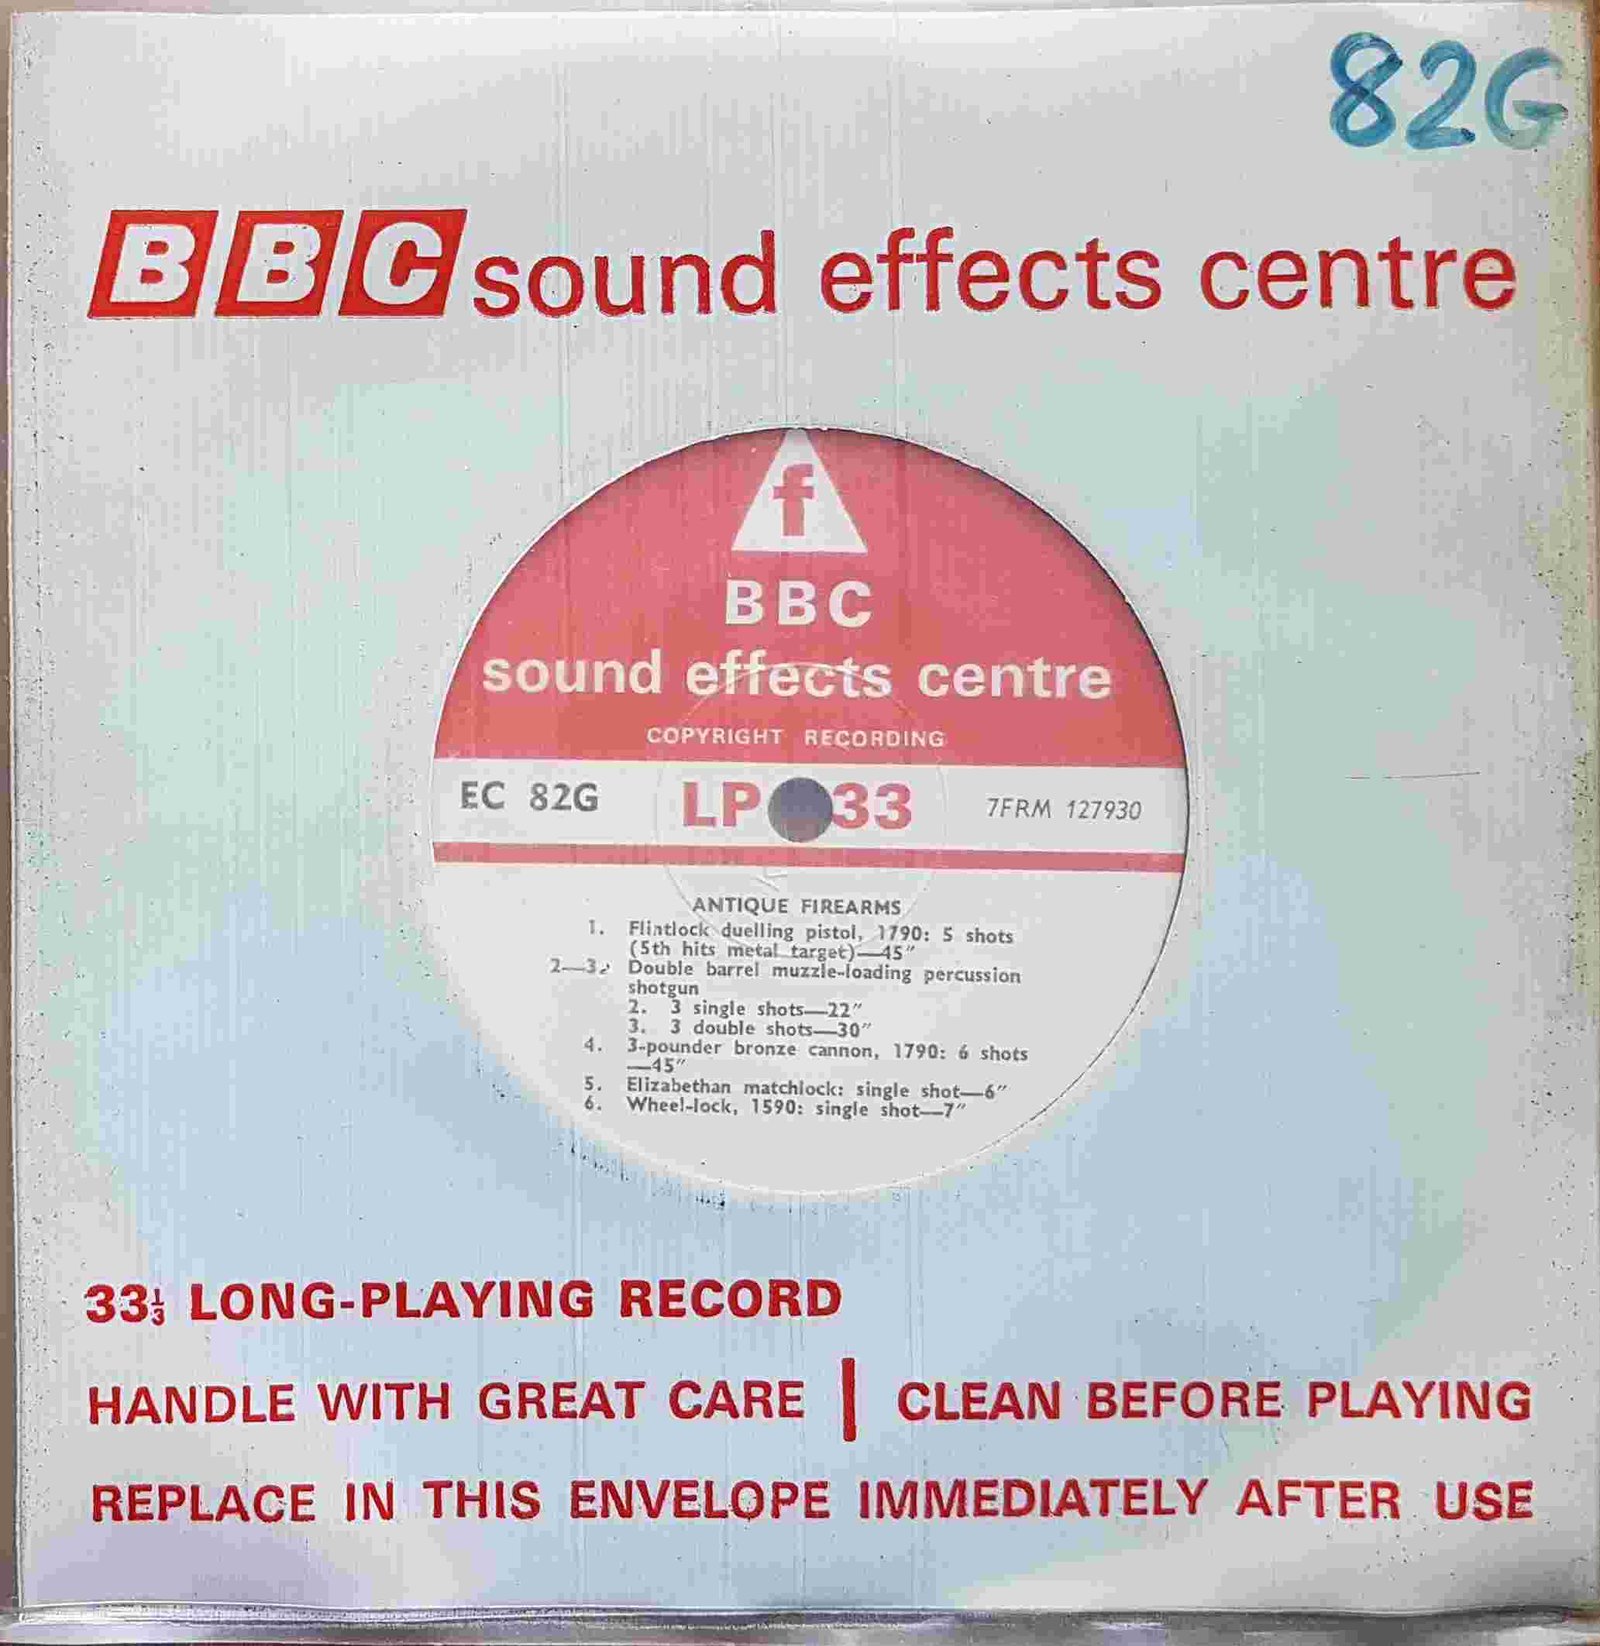 82G
BBC sound effects centre
f
BBC
sound effects centre
COPYRIGHT RECORDING
EC 82G LP 33 7FRM 127930
ANTIQUE FIREARMS
1. Flintlock duelling pistol, 1790: 5 shots
(5th hits metal target)—45″
2—3. Double barrel muzzle-loading percussion
shotgun
2. 3 single shots—22″
3. 3 double shots—30″
4. 3-pounder bronze cannon, 1790: 6 shots
—45″
5. Elizabethan matchlock: single shot—6″
6. Wheel-lock, 1590: single shot—7″
33⅓ LONG-PLAYING RECORD
HANDLE WITH GREAT CARE | CLEAN BEFORE PLAYING
REPLACE IN THIS ENVELOPE IMMEDIATELY AFTER USE